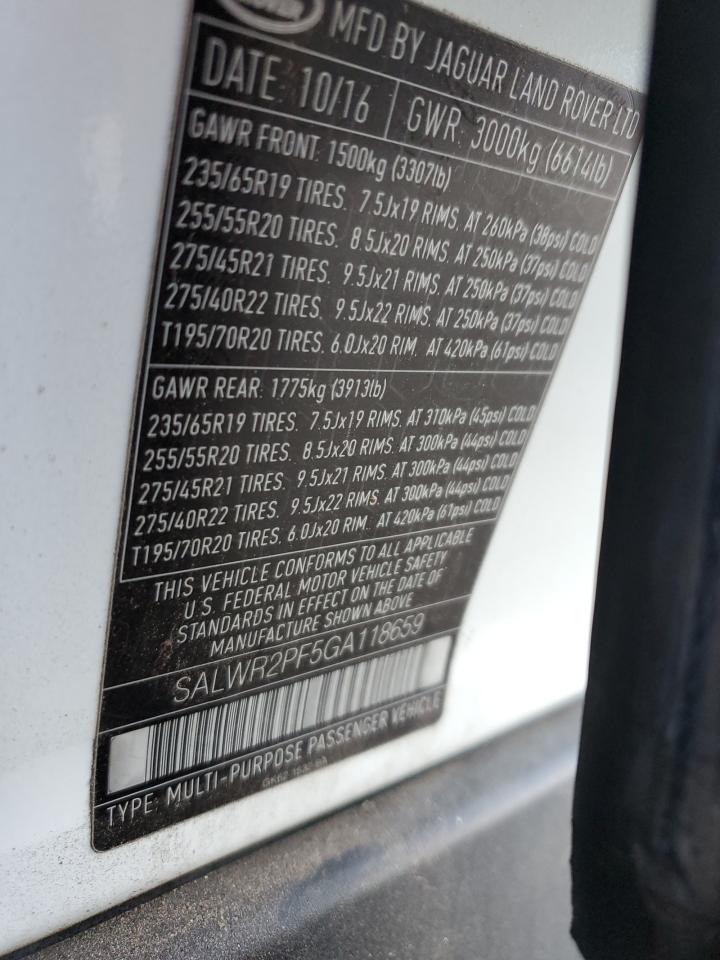 ROVER
MFD BY JAGUAR LAND ROVER LTD
DATE: 10/16 GWR: 3000kg (6614lb)
GAWR FRONT: 1500kg (3307lb)
235/65R19 TIRES. 7.5Jx19 RIMS. AT 260kPa (38psi) COLD
255/55R20 TIRES. 8.5Jx20 RIMS. AT 250kPa (37psi) COLD
275/45R21 TIRES. 9.5Jx21 RIMS. AT 250kPa (37psi) COLD
275/40R22 TIRES. 9.5Jx22 RIMS. AT 250kPa (37psi) COLD
T195/70R20 TIRES. 6.0Jx20 RIM. AT 420kPa (61psi) COLD
GAWR REAR: 1775kg (3913lb)
235/65R19 TIRES. 7.5Jx19 RIMS. AT 310kPa (45psi) COLD
255/55R20 TIRES. 8.5Jx20 RIMS. AT 300kPa (44psi) COLD
275/45R21 TIRES. 9.5Jx21 RIMS. AT 300kPa (44psi) COLD
275/40R22 TIRES. 9.5Jx22 RIMS. AT 300kPa (44psi) COLD
T195/70R20 TIRES. 6.0Jx20 RIM. AT 420kPa (61psi) COLD
THIS VEHICLE CONFORMS TO ALL APPLICABLE
U.S. FEDERAL MOTOR VEHICLE SAFETY
STANDARDS IN EFFECT ON THE DATE OF
MANUFACTURE SHOWN ABOVE
SALWR2PF5GA118659
TYPE: MULTI-PURPOSE PASSENGER VEHICLE